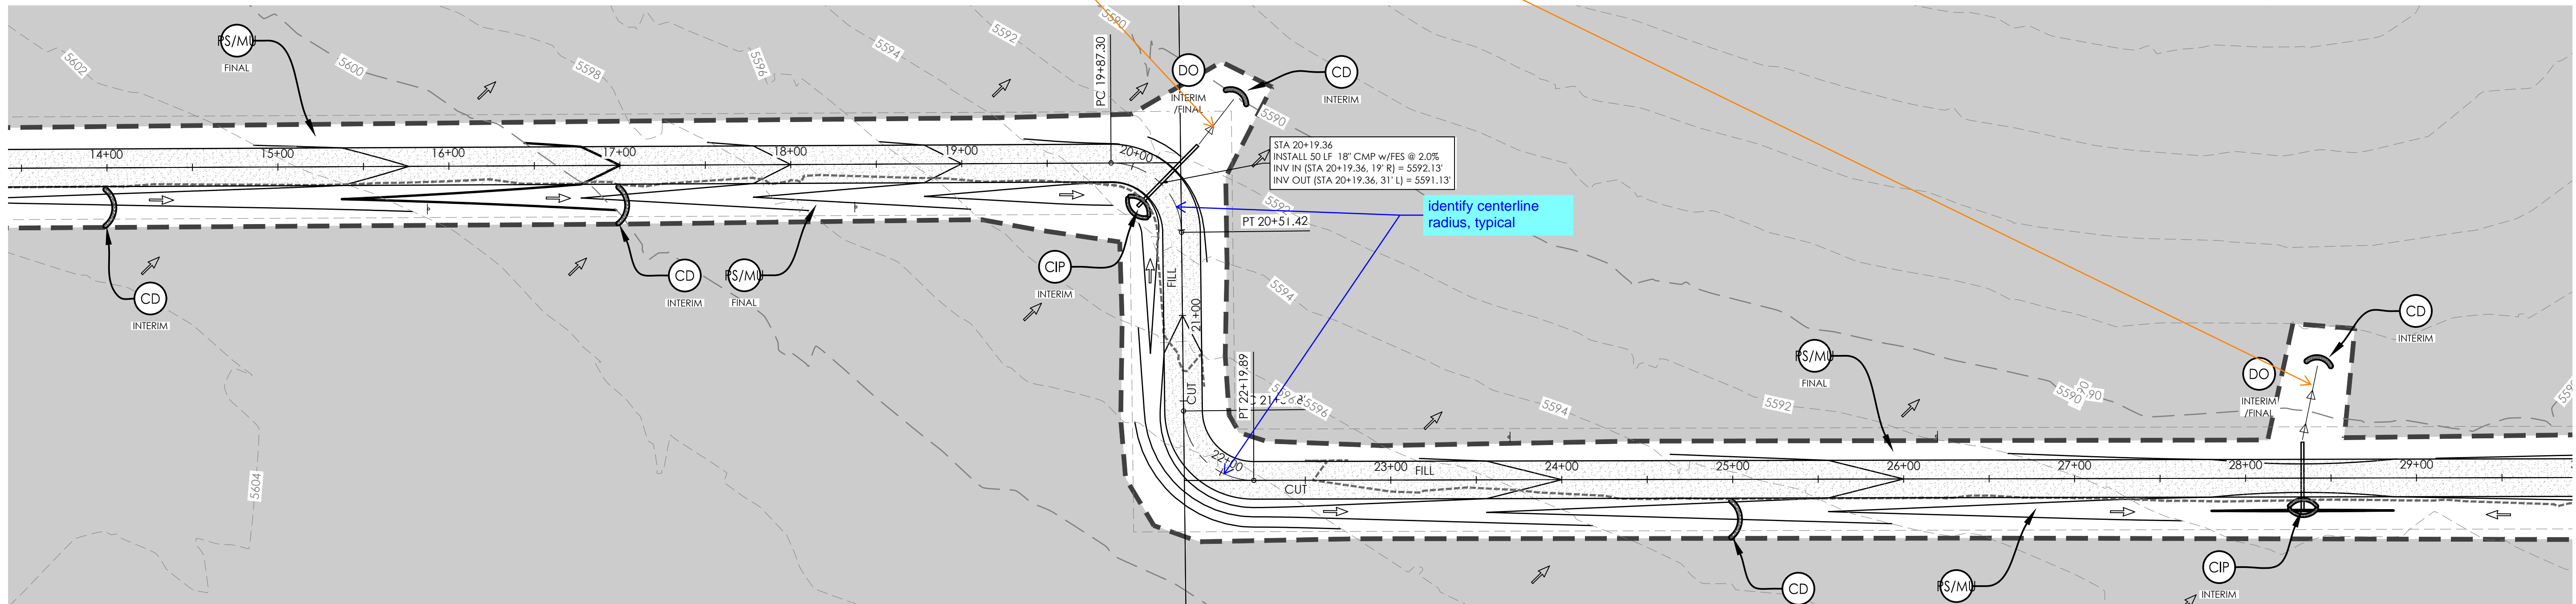 5602
PS/MU
FINAL
5600
5598
5596
5594
5592
5590
PC 19+87.30
DO
INTERIM
/FINAL
CD
INTERIM
5590
14+00
15+00
16+00
17+00
18+00
19+00
20+00
STA 20+19.36
INSTALL 50 LF 18" CMP w/FES @ 2.0%
INV IN (STA 20+19.36, 19' R) = 5592.13'
INV OUT (STA 20+19.36, 31' L) = 5591.13'
identify centerline
radius, typical
5592
PT 20+51.42
CD
INTERIM
CD
INTERIM
PS/MU
FINAL
CIP
INTERIM
FILL
21+00
5594
CUT
PT 22+19.89
5596
5594
PS/MU
FINAL
5592
5590
DO
INTERIM
/FINAL
CD
INTERIM
22+00
23+00
FILL
24+00
25+00
26+00
27+00
28+00
29+00
CUT
5604
CD
PS/MU
CIP
INTERIM